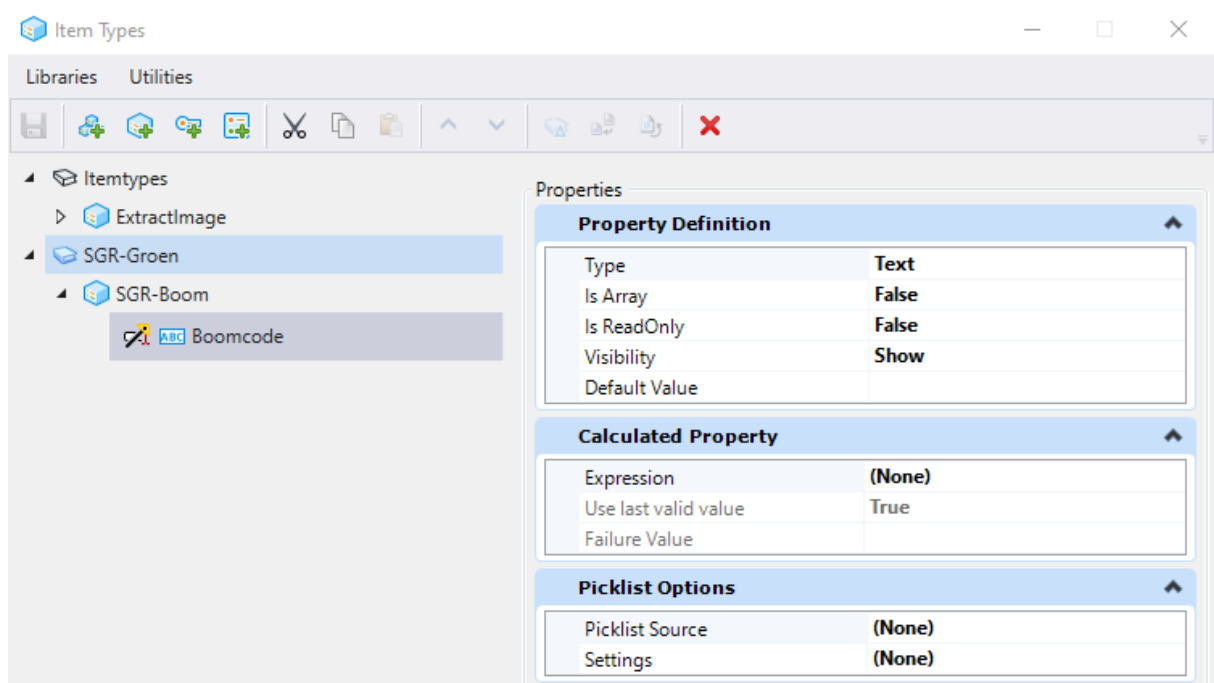 Item Types
Libraries Utilities
Itemtypes
ExtractImage
SGR-Groen
SGR-Boom
ABC Boomcode
Properties
Property Definition
Type Text
Is Array False
Is ReadOnly False
Visibility Show
Default Value
Calculated Property
Expression (None)
Use last valid value True
Failure Value
Picklist Options
Picklist Source (None)
Settings (None)